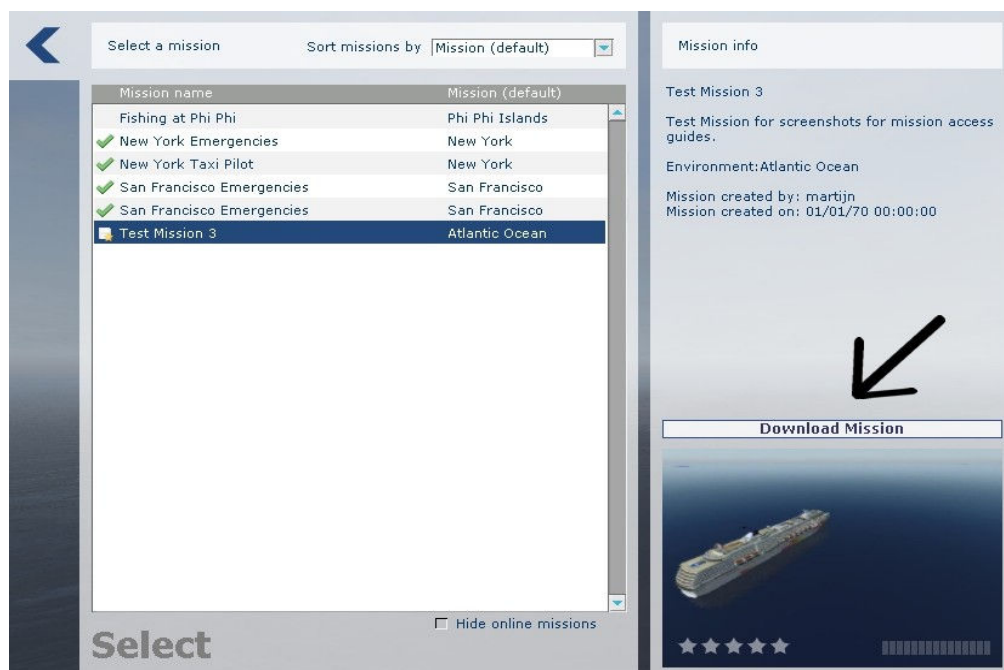 Select a mission
Sort missions by Mission (default)
Mission name Mission (default)
Fishing at Phi Phi Phi Phi Islands
New York Emergencies New York
New York Taxi Pilot New York
San Francisco Emergencies San Francisco
San Francisco Emergencies San Francisco
Test Mission 3 Atlantic Ocean
Hide online missions
Select
Mission info
Test Mission 3
Test Mission for screenshots for mission access
guides.
Environment:Atlantic Ocean
Mission created by: martijn
Mission created on: 01/01/70 00:00:00
Download Mission